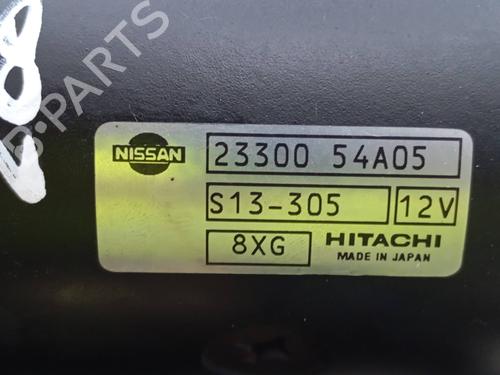 NISSAN
23300 54A05
S13-305 12V
8XG HITACHI
MADE IN JAPAN
B-PARTS